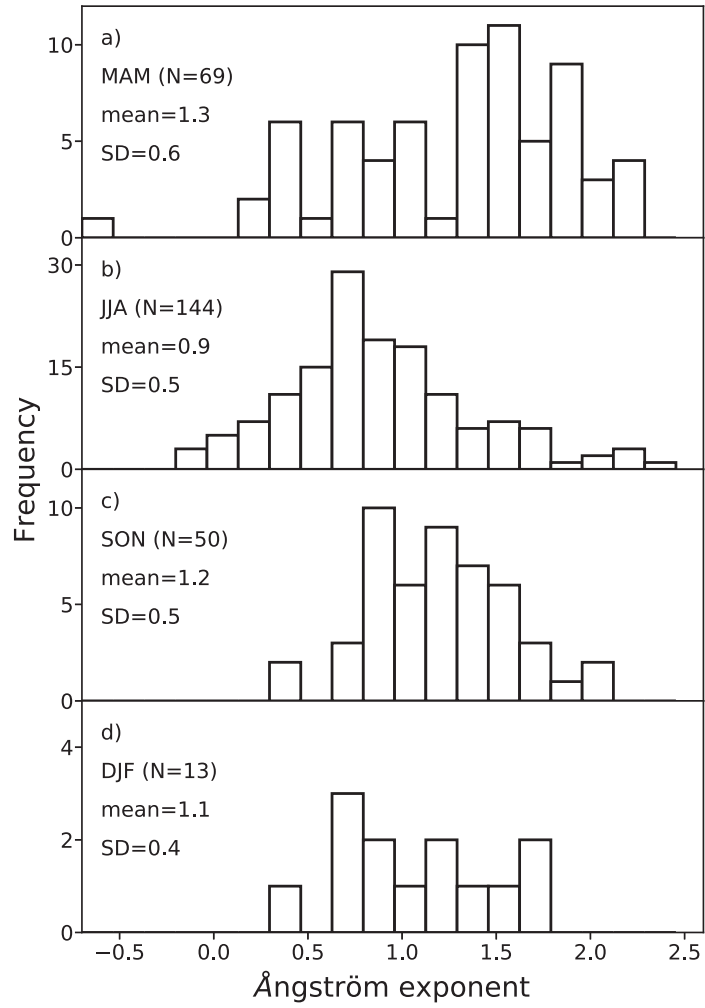 a)
MAM (N=69)
mean=1.3
SD=0.6
10
5
0
b)
JJA (N=144)
mean=0.9
SD=0.5
30
15
0
c)
SON (N=50)
mean=1.2
SD=0.5
10
5
0
d)
DJF (N=13)
mean=1.1
SD=0.4
4
2
0
Frequency
−0.5 0.0 0.5 1.0 1.5 2.0 2.5
Ångström exponent